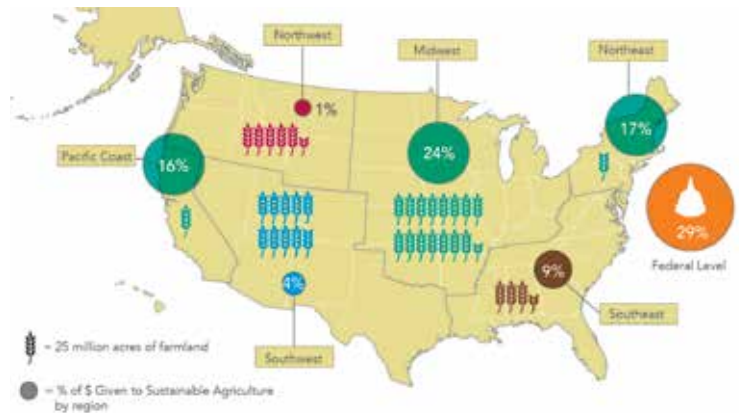 Northwest
Midwest
Northeast
1%
17%
24%
Pacific Coast
16%
29%
Federal Level
9%
4%
Southeast
= 25 million acres of farmland
Southwest
= % of $ Given to Sustainable Agriculture
by region